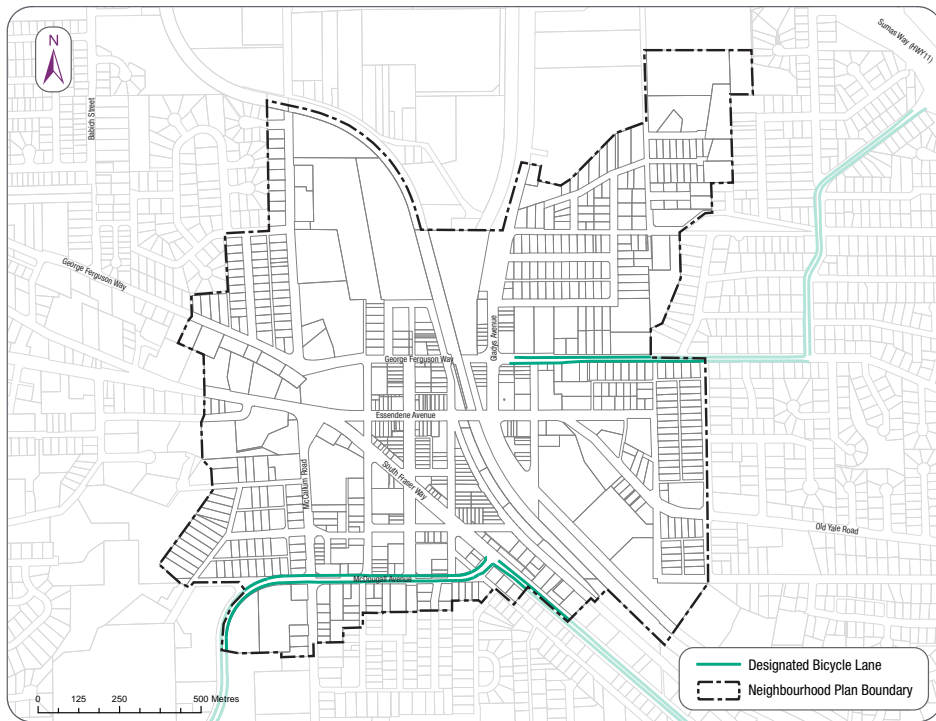 N
Sumas Way (HWY11)
Babich Street
George Ferguson Way
Gladys Avenue
George Ferguson Way
Essendene Avenue
South Fraser Way
McCallum Road
Old Yale Road
McDougall Avenue
Designated Bicycle Lane
Neighbourhood Plan Boundary
0 125 250 500 Metres